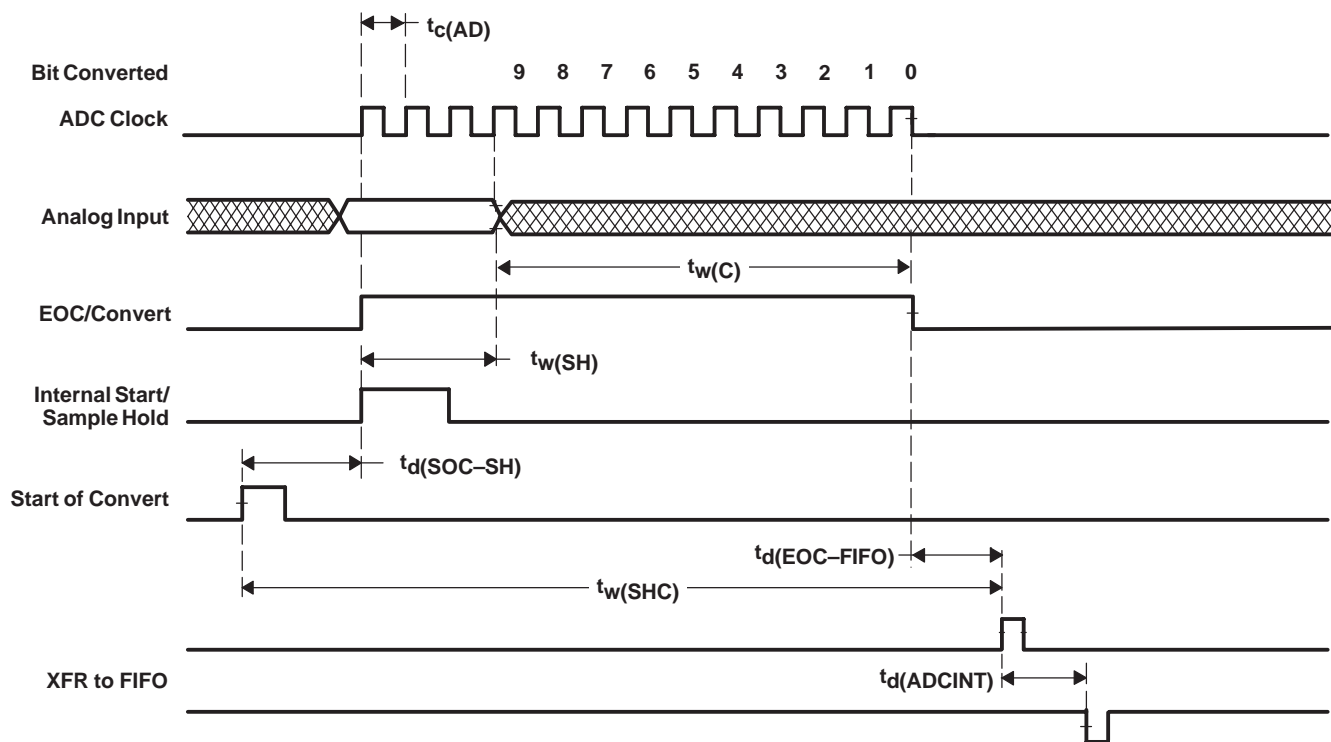 tc(AD)
Bit Converted 9 8 7 6 5 4 3 2 1 0
ADC Clock
Analog Input
tw(C)
EOC/Convert
tw(SH)
Internal Start/
Sample Hold
td(SOC–SH)
Start of Convert
td(EOC–FIFO)
tw(SHC)
XFR to FIFO
td(ADCINT)